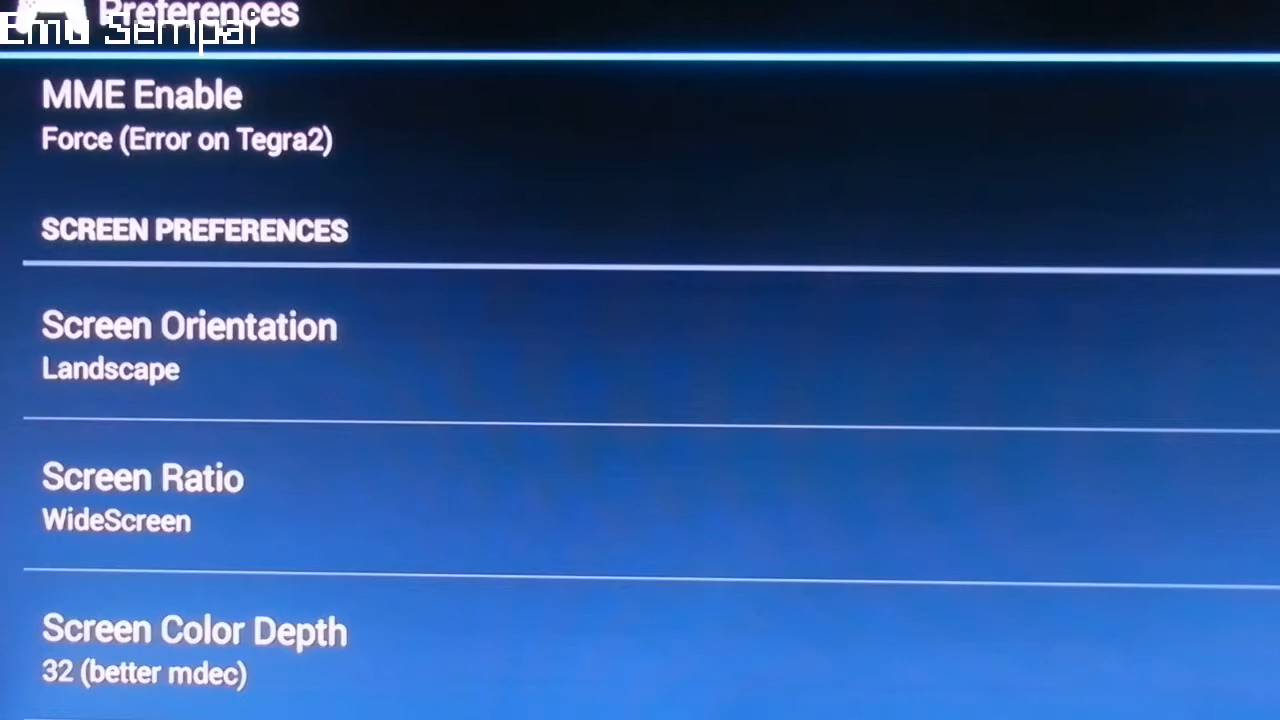 Preferences
Emu Sempai
MME Enable
Force (Error on Tegra2)
SCREEN PREFERENCES
Screen Orientation
Landscape
Screen Ratio
WideScreen
Screen Color Depth
32 (better mdec)